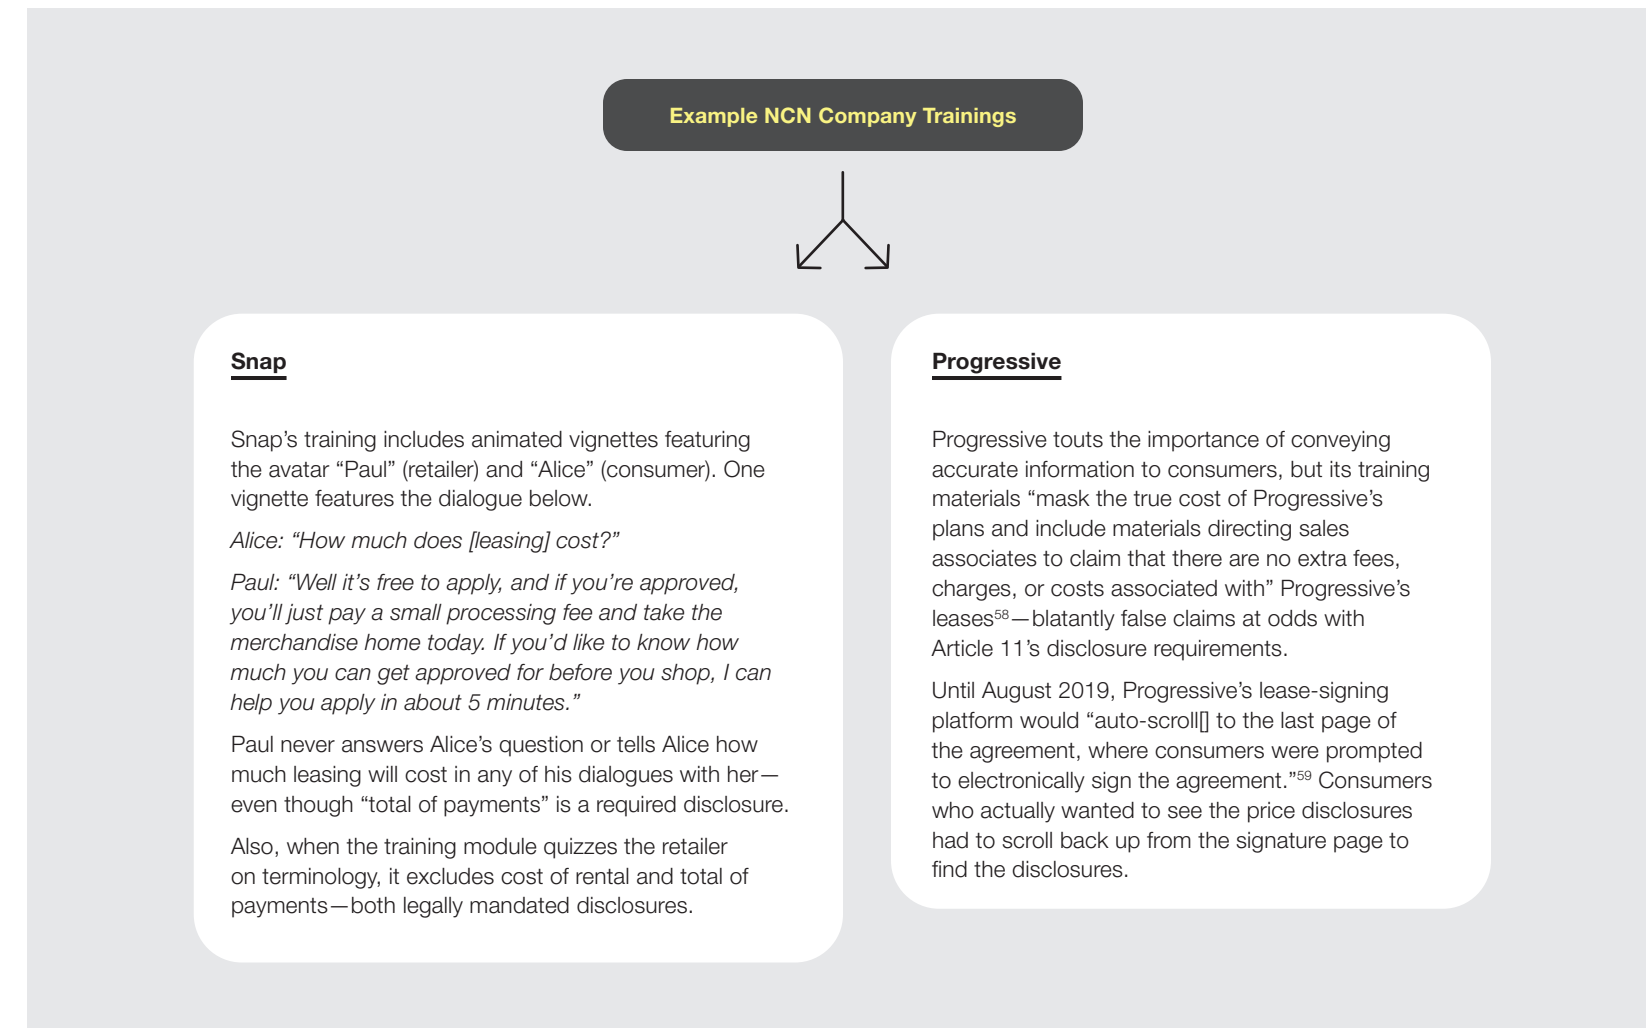 Example NCN Company Trainings
Snap
Snap’s training includes animated vignettes featuring
the avatar “Paul” (retailer) and “Alice” (consumer). One
vignette features the dialogue below.
Alice: “How much does [leasing] cost?”
Paul: “Well it’s free to apply, and if you’re approved,
you’ll just pay a small processing fee and take the
merchandise home today. If you’d like to know how
much you can get approved for before you shop, I can
help you apply in about 5 minutes.”
Paul never answers Alice’s question or tells Alice how
much leasing will cost in any of his dialogues with her—
even though “total of payments” is a required disclosure.
Also, when the training module quizzes the retailer
on terminology, it excludes cost of rental and total of
payments—both legally mandated disclosures.
Progressive
Progressive touts the importance of conveying
accurate information to consumers, but its training
materials “mask the true cost of Progressive’s
plans and include materials directing sales
associates to claim that there are no extra fees,
charges, or costs associated with” Progressive’s
leases⁵⁸—blatantly false claims at odds with
Article 11’s disclosure requirements.
Until August 2019, Progressive’s lease-signing
platform would “auto-scroll[] to the last page of
the agreement, where consumers were prompted
to electronically sign the agreement.”⁵⁹ Consumers
who actually wanted to see the price disclosures
had to scroll back up from the signature page to
find the disclosures.